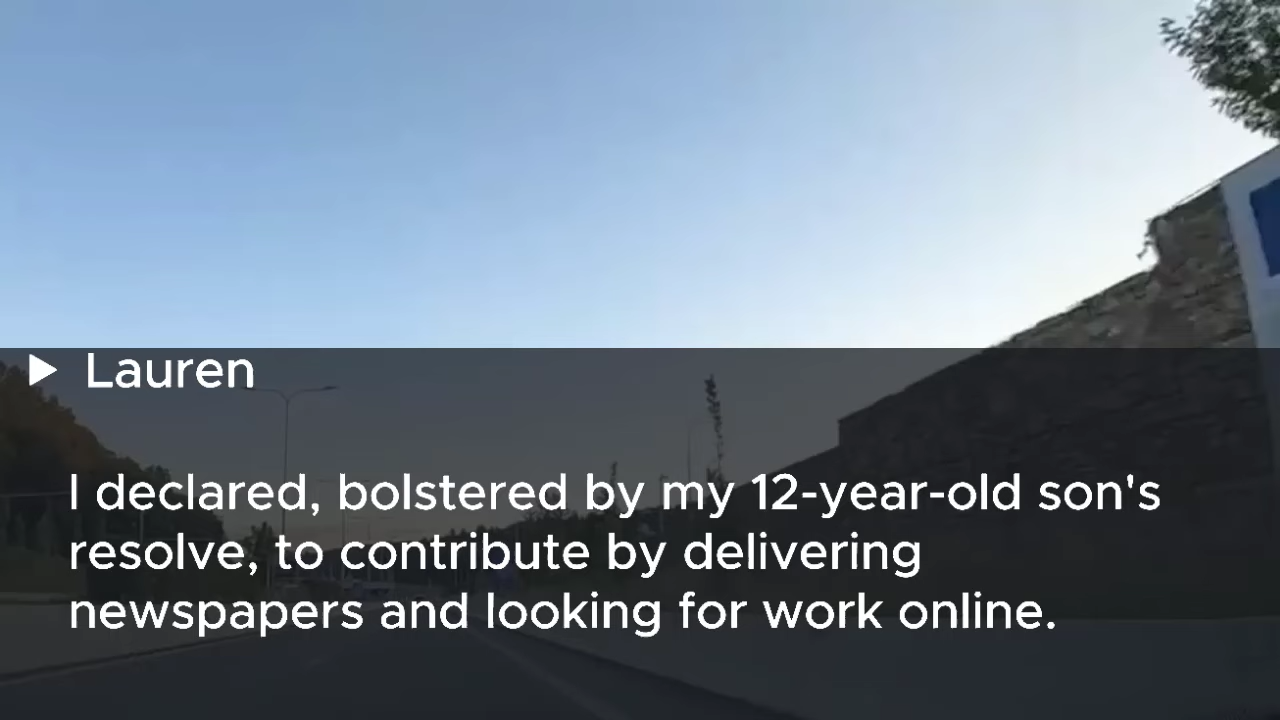 Lauren
I declared, bolstered by my 12-year-old son's
resolve, to contribute by delivering
newspapers and looking for work online.